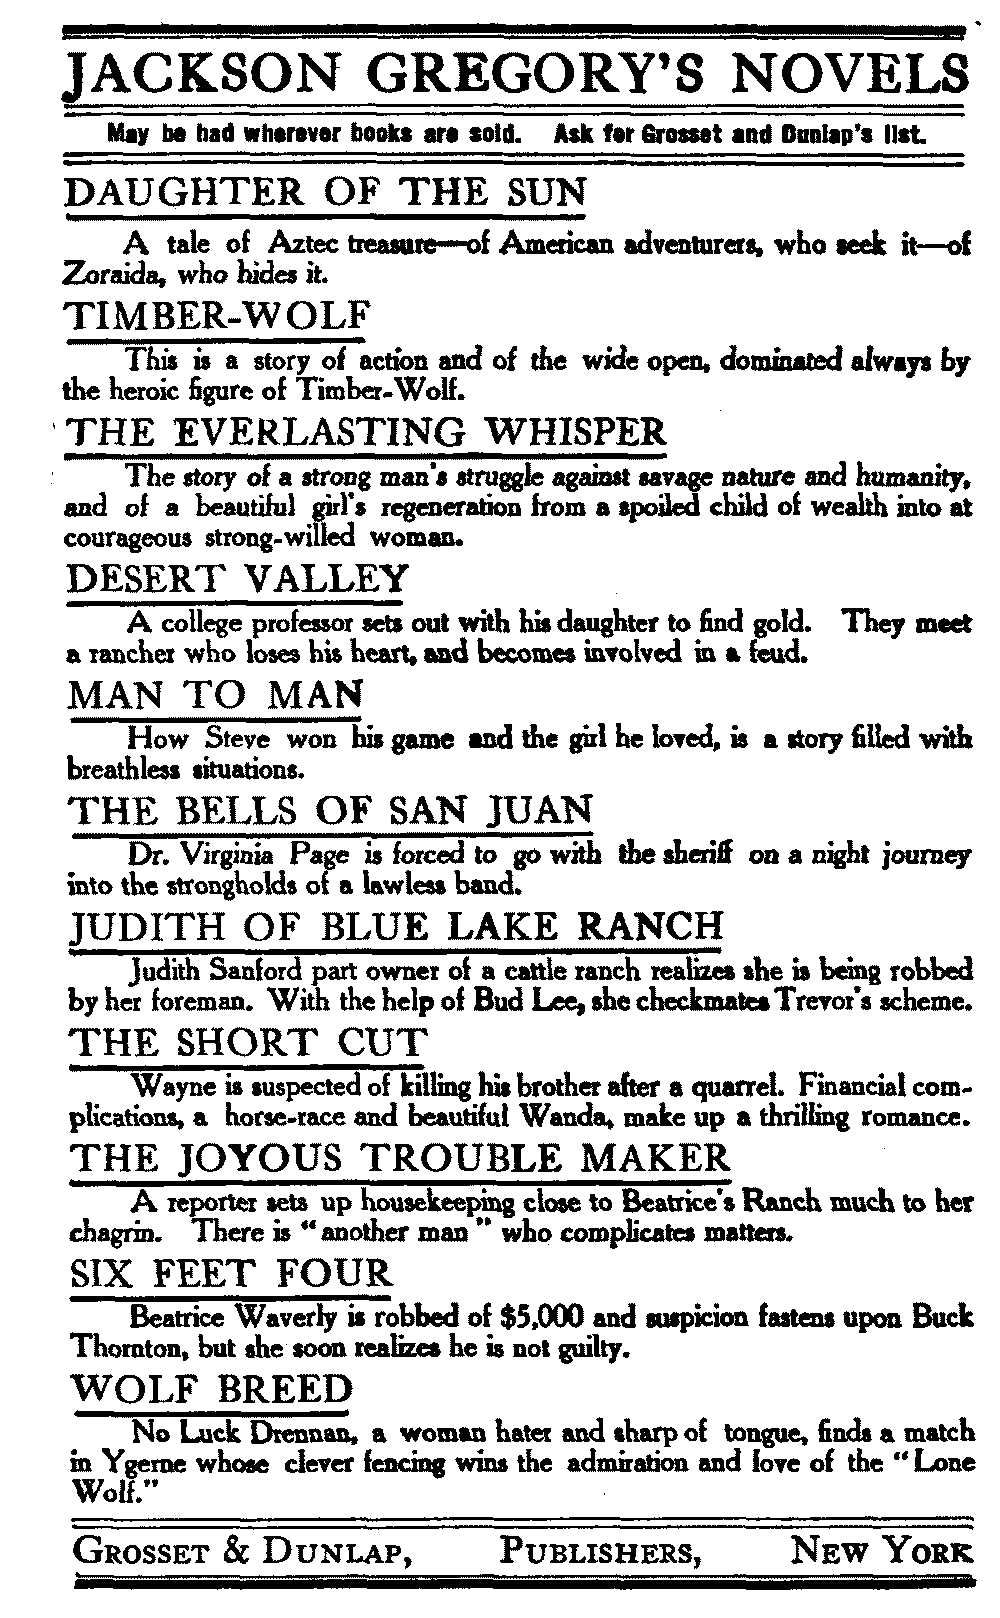 JACKSON GREGORY'S NOVELS
May be had wherever books are sold. Ask for Grosset and Dunlap's list.
DAUGHTER OF THE SUN
A tale of Aztec treasure—of American adventurers, who seek it—of
Zoraida, who hides it.
TIMBER-WOLF
This is a story of action and of the wide open, dominated always by
the heroic figure of Timber-Wolf.
THE EVERLASTING WHISPER
The story of a strong man's struggle against savage nature and humanity,
and of a beautiful girl's regeneration from a spoiled child of wealth into at
courageous strong-willed woman.
DESERT VALLEY
A college professor sets out with his daughter to find gold. They meet
a rancher who loses his heart, and becomes involved in a feud.
MAN TO MAN
How Steve won his game and the girl he loved, is a story filled with
breathless situations.
THE BELLS OF SAN JUAN
Dr. Virginia Page is forced to go with the sheriff on a night journey
into the strongholds of a lawless band.
JUDITH OF BLUE LAKE RANCH
Judith Sanford part owner of a cattle ranch realizes she is being robbed
by her foreman. With the help of Bud Lee, she checkmates Trevor's scheme.
THE SHORT CUT
Wayne is suspected of killing his brother after a quarrel. Financial com-
plications, a horse-race and beautiful Wanda, make up a thrilling romance.
THE JOYOUS TROUBLE MAKER
A reporter sets up housekeeping close to Beatrice's Ranch much to her
chagrin. There is "another man" who complicates matters.
SIX FEET FOUR
Beatrice Waverly is robbed of $5,000 and suspicion fastens upon Buck
Thornton, but she soon realizes he is not guilty.
WOLF BREED
No Luck Drennan, a woman hater and sharp of tongue, finds a match
in Ygerne whose clever fencing wins the admiration and love of the "Lone
Wolf."
GROSSET & DUNLAP, PUBLISHERS, NEW YORK